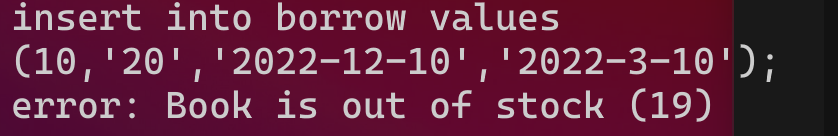 insert into borrow values
(10,'20','2022-12-10','2022-3-10');
error: Book is out of stock (19)